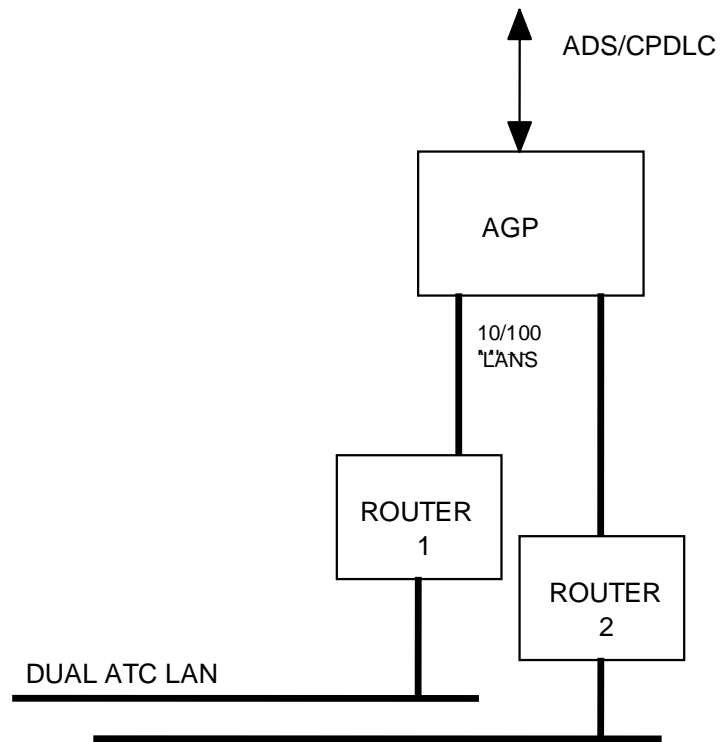 ADS/CPDLC
AGP
10/100
LANS
ROUTER
1
ROUTER
2
DUAL ATC LAN